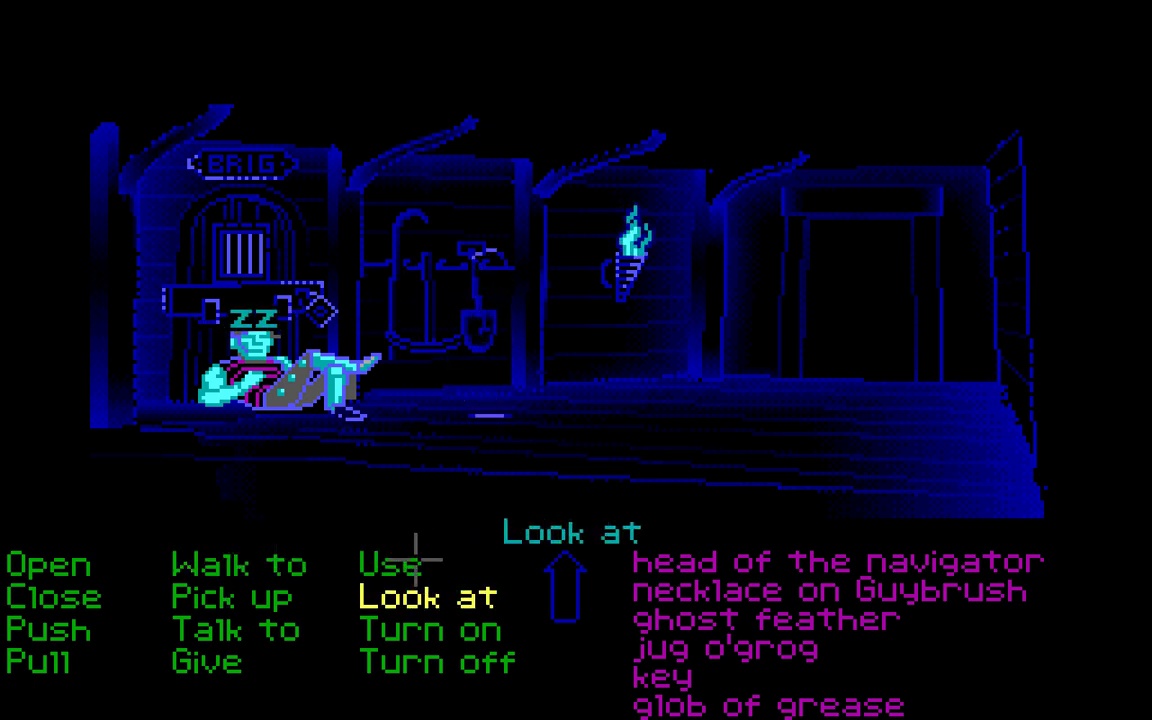 BRIG
ZZ
Look at
Open Walk to Use
Close Pick up Look at
Push Talk to Turn on
Pull Give Turn off
head of the navigator
necklace on Guybrush
ghost feather
jug o'grog
key
glob of grease